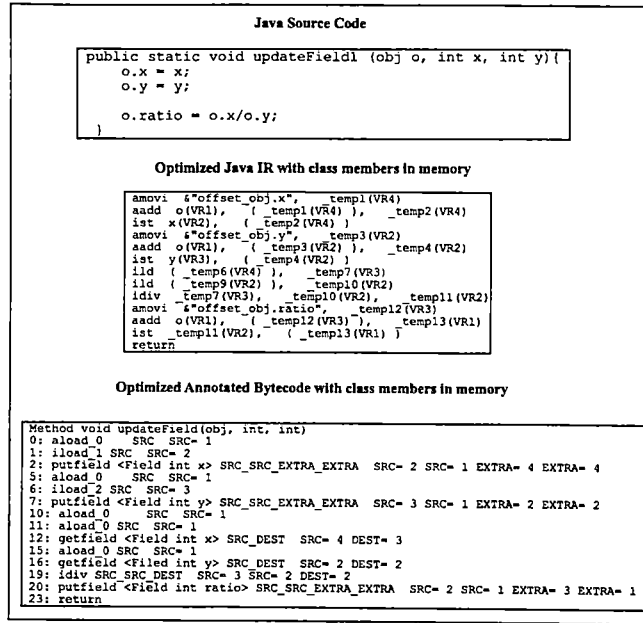 Java Source Code
public static void updateField1 (obj o, int x, int y){
o.x = x;
o.y = y;
o.ratio = o.x/o.y;
}
Optimized Java IR with class members in memory
amovi &"offset_obj.x", _temp1(VR4)
aadd o(VR1), ( _temp1(VR4) ), _temp2(VR4)
ist x(VR2), ( _temp2(VR4) )
amovi &"offset_obj.y", _temp3(VR2)
aadd o(VR1), ( _temp3(VR2) ), _temp4(VR2)
ist y(VR3), ( _temp4(VR2) )
ild ( _temp6(VR4) ), _temp7(VR3)
ild ( _temp9(VR2) ), _temp10(VR2)
idiv _temp7(VR3), _temp10(VR2), _temp11(VR2)
amovi &"offset_obj.ratio", _temp12(VR3)
aadd o(VR1), ( _temp12(VR3) ), _temp13(VR1)
ist _temp11(VR2), ( _temp13(VR1) )
return
Optimized Annotated Bytecode with class members in memory
Method void updateField(obj, int, int)
0: aload_0 SRC SRC= 1
1: iload_1 SRC SRC= 2
2: putfield <Field int x> SRC_SRC_EXTRA_EXTRA SRC= 2 SRC= 1 EXTRA= 4 EXTRA= 4
5: aload_0 SRC SRC= 1
6: iload_2 SRC SRC= 3
7: putfield <Field int y> SRC_SRC_EXTRA_EXTRA SRC= 3 SRC= 1 EXTRA= 2 EXTRA= 2
10: aload_0 SRC SRC= 1
11: aload_0 SRC SRC= 1
12: getfield <Field int x> SRC_DEST SRC= 4 DEST= 3
15: aload_0 SRC SRC= 1
16: getfield <Filed int y> SRC_DEST SRC= 2 DEST= 2
19: idiv SRC_SRC_DEST SRC= 3 SRC= 2 DEST= 2
20: putfield <Field int ratio> SRC_SRC_EXTRA_EXTRA SRC= 2 SRC= 1 EXTRA= 3 EXTRA= 1
23: return